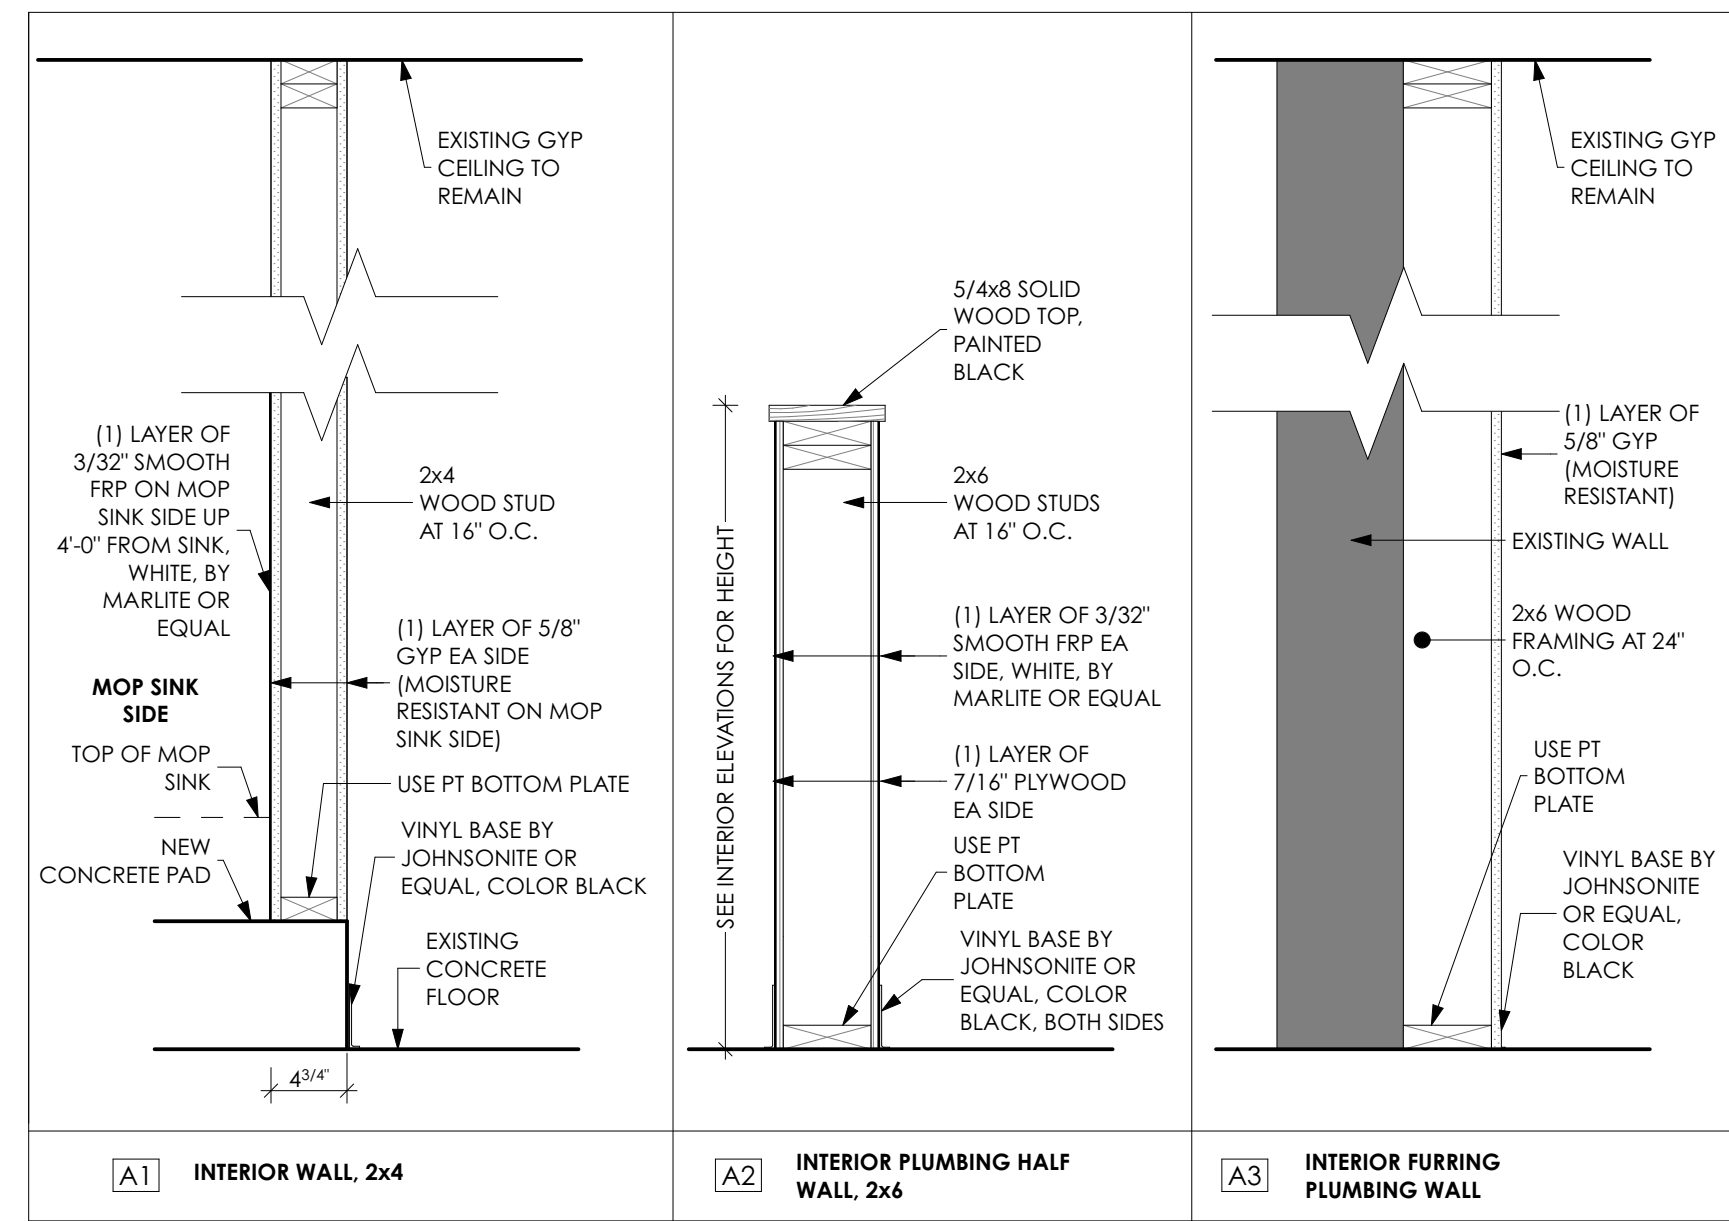 EXISTING GYP
CEILING TO
REMAIN
(1) LAYER OF
3/32" SMOOTH
FRP ON MOP
SINK SIDE UP
4'-0" FROM SINK,
WHITE, BY
MARLITE OR
EQUAL
2x4
WOOD STUD
AT 16" O.C.
MOP SINK
SIDE
(1) LAYER OF 5/8"
GYP EA SIDE
(MOISTURE
RESISTANT ON MOP
SINK SIDE)
TOP OF MOP
SINK
USE PT BOTTOM PLATE
NEW
CONCRETE PAD
VINYL BASE BY
JOHNSONITE OR
EQUAL, COLOR BLACK
EXISTING
CONCRETE
FLOOR
4 3/4"
A1
INTERIOR WALL, 2x4
5/4x8 SOLID
WOOD TOP,
PAINTED
BLACK
SEE INTERIOR ELEVATIONS FOR HEIGHT
2x6
WOOD STUDS
AT 16" O.C.
(1) LAYER OF 3/32"
SMOOTH FRP EA
SIDE, WHITE, BY
MARLITE OR EQUAL
(1) LAYER OF
7/16" PLYWOOD
EA SIDE
USE PT
BOTTOM
PLATE
VINYL BASE BY
JOHNSONITE OR
EQUAL, COLOR
BLACK, BOTH SIDES
A2
INTERIOR PLUMBING HALF
WALL, 2x6
EXISTING GYP
CEILING TO
REMAIN
(1) LAYER OF
5/8" GYP
(MOISTURE
RESISTANT)
EXISTING WALL
2x6 WOOD
FRAMING AT 24"
O.C.
USE PT
BOTTOM
PLATE
VINYL BASE BY
JOHNSONITE
OR EQUAL,
COLOR
BLACK
A3
INTERIOR FURRING
PLUMBING WALL